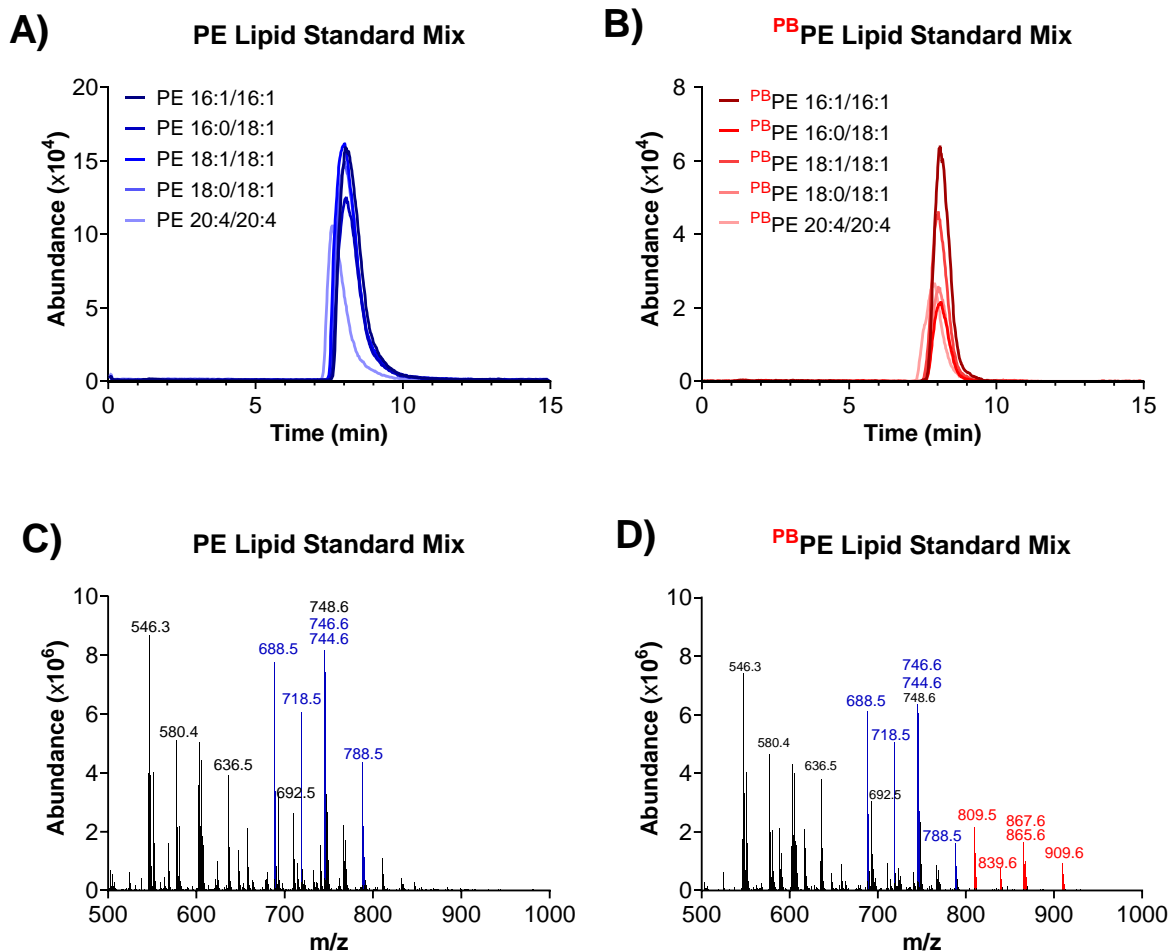 A)
PE Lipid Standard Mix
20
15
10
5
0
Abundance (x10⁴)
PE 16:1/16:1
PE 16:0/18:1
PE 18:1/18:1
PE 18:0/18:1
PE 20:4/20:4
0 5 10 15
Time (min)
B)
PBPE Lipid Standard Mix
8
6
4
2
0
Abundance (x10⁴)
PBPE 16:1/16:1
PBPE 16:0/18:1
PBPE 18:1/18:1
PBPE 18:0/18:1
PBPE 20:4/20:4
0 5 10 15
Time (min)
C)
PE Lipid Standard Mix
10
8
6
4
2
0
Abundance (x10⁶)
546.3
580.4
636.5
688.5
692.5
718.5
748.6
746.6
744.6
788.5
500 600 700 800 900 1000
m/z
D)
PBPE Lipid Standard Mix
10
8
6
4
2
0
Abundance (x10⁶)
546.3
580.4
636.5
688.5
692.5
718.5
746.6
744.6
748.6
788.5
809.5
839.6
867.6
865.6
909.6
500 600 700 800 900 1000
m/z